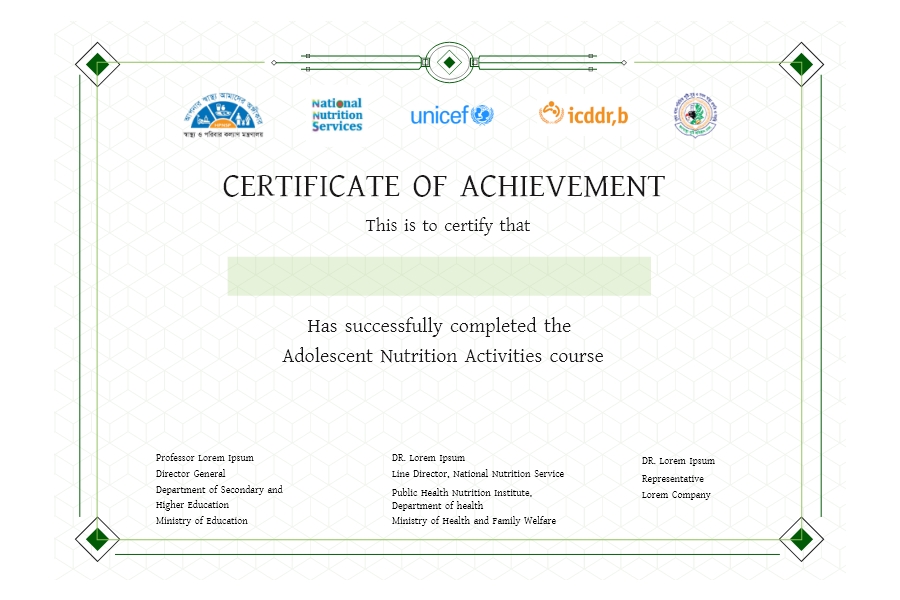 আপনার স্বাস্থ্য আমাদের অঙ্গীকার
স্বাস্থ্য ও পরিবার কল্যাণ মন্ত্রণালয়
National
Nutrition
Services
unicef
icddr,b
CERTIFICATE OF ACHIEVEMENT
This is to certify that
Has successfully completed the
Adolescent Nutrition Activities course
Professor Lorem Ipsum
Director General
Department of Secondary and
Higher Education
Ministry of Education
DR. Lorem Ipsum
Line Director, National Nutrition Service
Public Health Nutrition Institute,
Department of health
Ministry of Health and Family Welfare
DR. Lorem Ipsum
Representative
Lorem Company